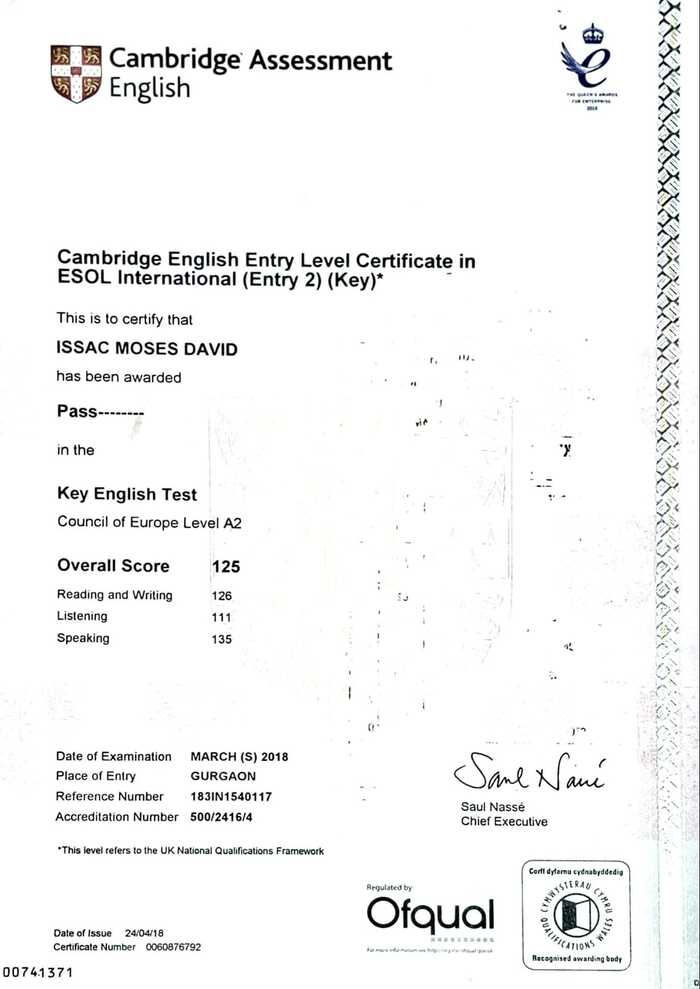 Cambridge Assessment
English
THE QUEEN'S AWARDS
FOR ENTERPRISE
2018
Cambridge English Entry Level Certificate in
ESOL International (Entry 2) (Key)*
This is to certify that
ISSAC MOSES DAVID
has been awarded
Pass--------
in the
Key English Test
Council of Europe Level A2
Overall Score 125
Reading and Writing 126
Listening 111
Speaking 135
Date of Examination MARCH (S) 2018
Place of Entry GURGAON
Reference Number 183IN1540117
Accreditation Number 500/2416/4
Saul Nassé
Saul Nassé
Chief Executive
*This level refers to the UK National Qualifications Framework
Regulated by
Ofqual
For more information see
Corff dyfarnu cydnabyddedig
CYMWYSTERAU CYMRU
QUALIFICATIONS WALES
Recognised awarding body
Date of Issue 24/04/18
Certificate Number 0060876792
00741371